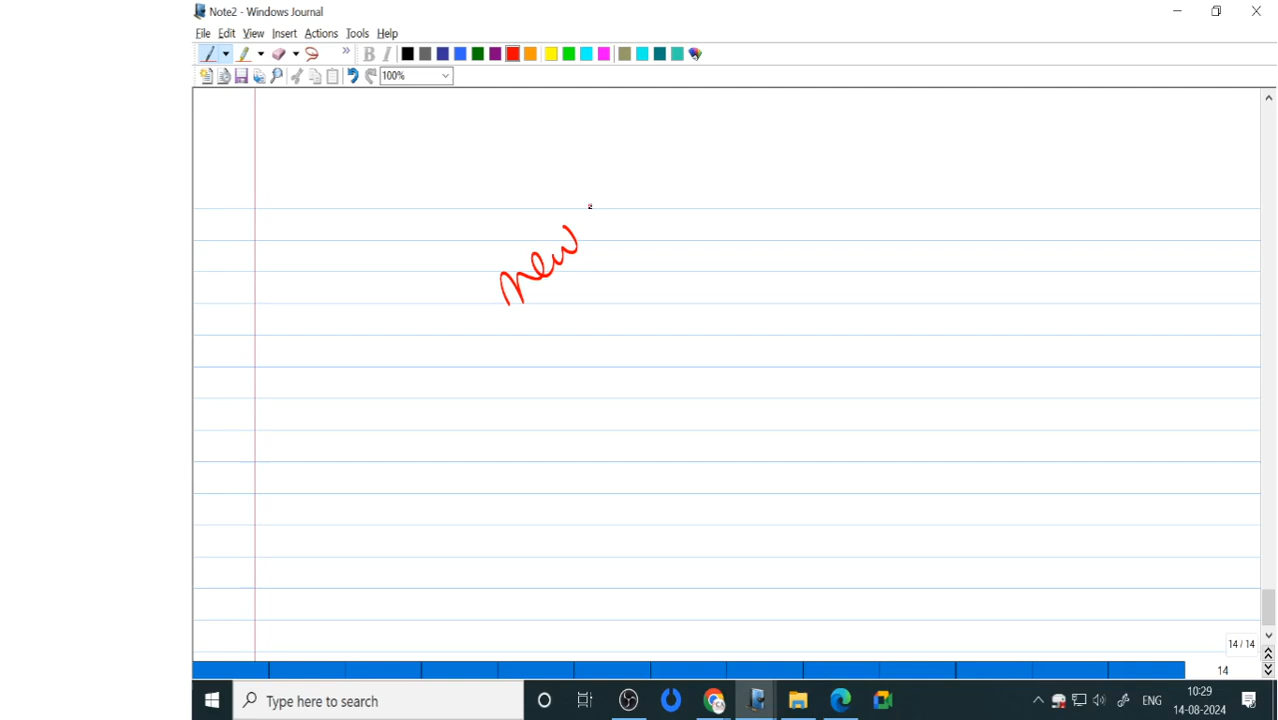 Note2 - Windows Journal
File Edit View Insert Actions Tools Help
B I
100%
new
14 / 14
14
Type here to search
ENG
10:29
14-08-2024